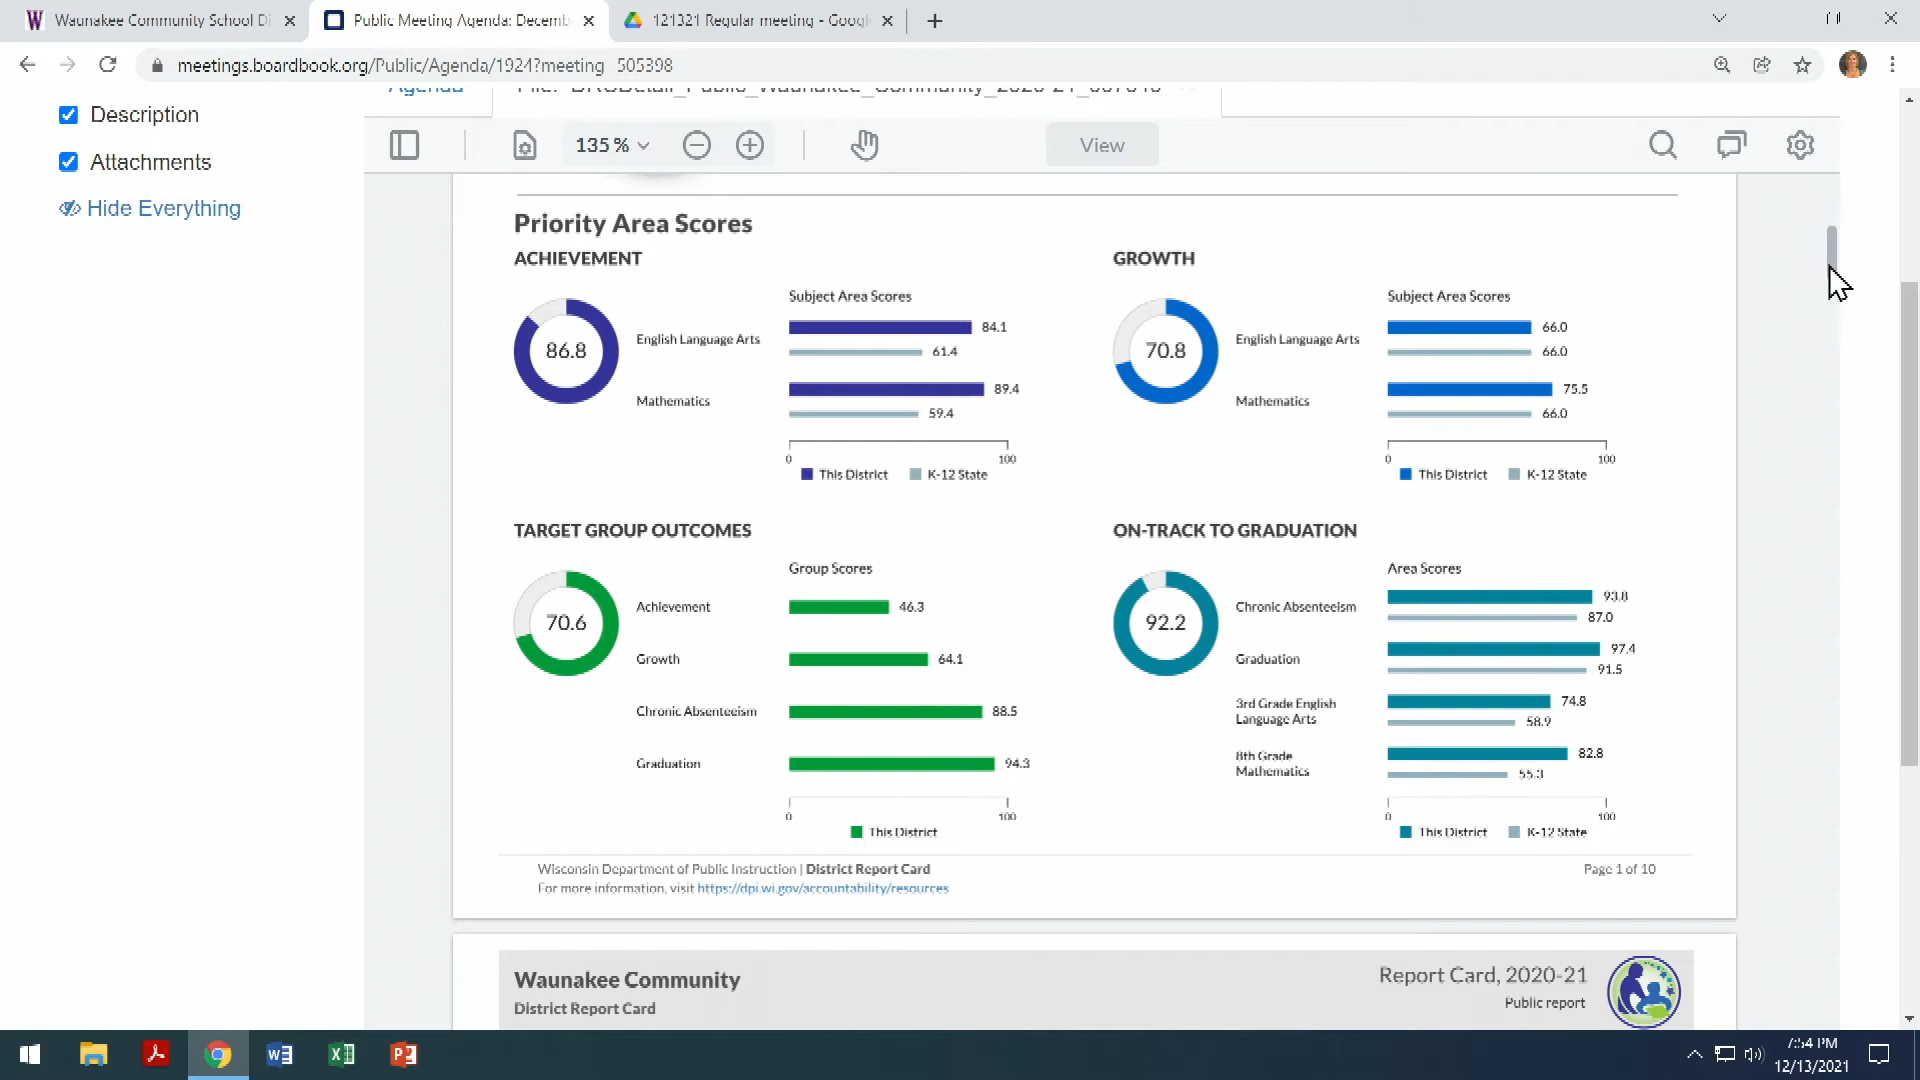 Waunakee Community School Di
Public Meeting Agenda: Decemb
121321 Regular meeting - Googl
meetings.boardbook.org/Public/Agenda/1924?meeting 505398
Description
Attachments
Hide Everything
Agenda
135 %
View
Priority Area Scores
ACHIEVEMENT
86.8
Subject Area Scores
English Language Arts
84.1
61.4
Mathematics
89.4
59.4
0 100
This District K-12 State
GROWTH
70.8
Subject Area Scores
English Language Arts
66.0
66.0
Mathematics
75.5
66.0
0 100
This District K-12 State
TARGET GROUP OUTCOMES
70.6
Group Scores
Achievement 46.3
Growth 64.1
Chronic Absenteeism 88.5
Graduation 94.3
0 100
This District
ON-TRACK TO GRADUATION
92.2
Area Scores
Chronic Absenteeism
93.8
87.0
Graduation
97.4
91.5
3rd Grade English
Language Arts
74.8
58.9
8th Grade
Mathematics
82.8
55.3
0 100
This District K-12 State
Wisconsin Department of Public Instruction | District Report Card
Page 1 of 10
For more information, visit https://dpi.wi.gov/accountability/resources
Waunakee Community
District Report Card
Report Card, 2020-21
Public report
7:54 PM
12/13/2021